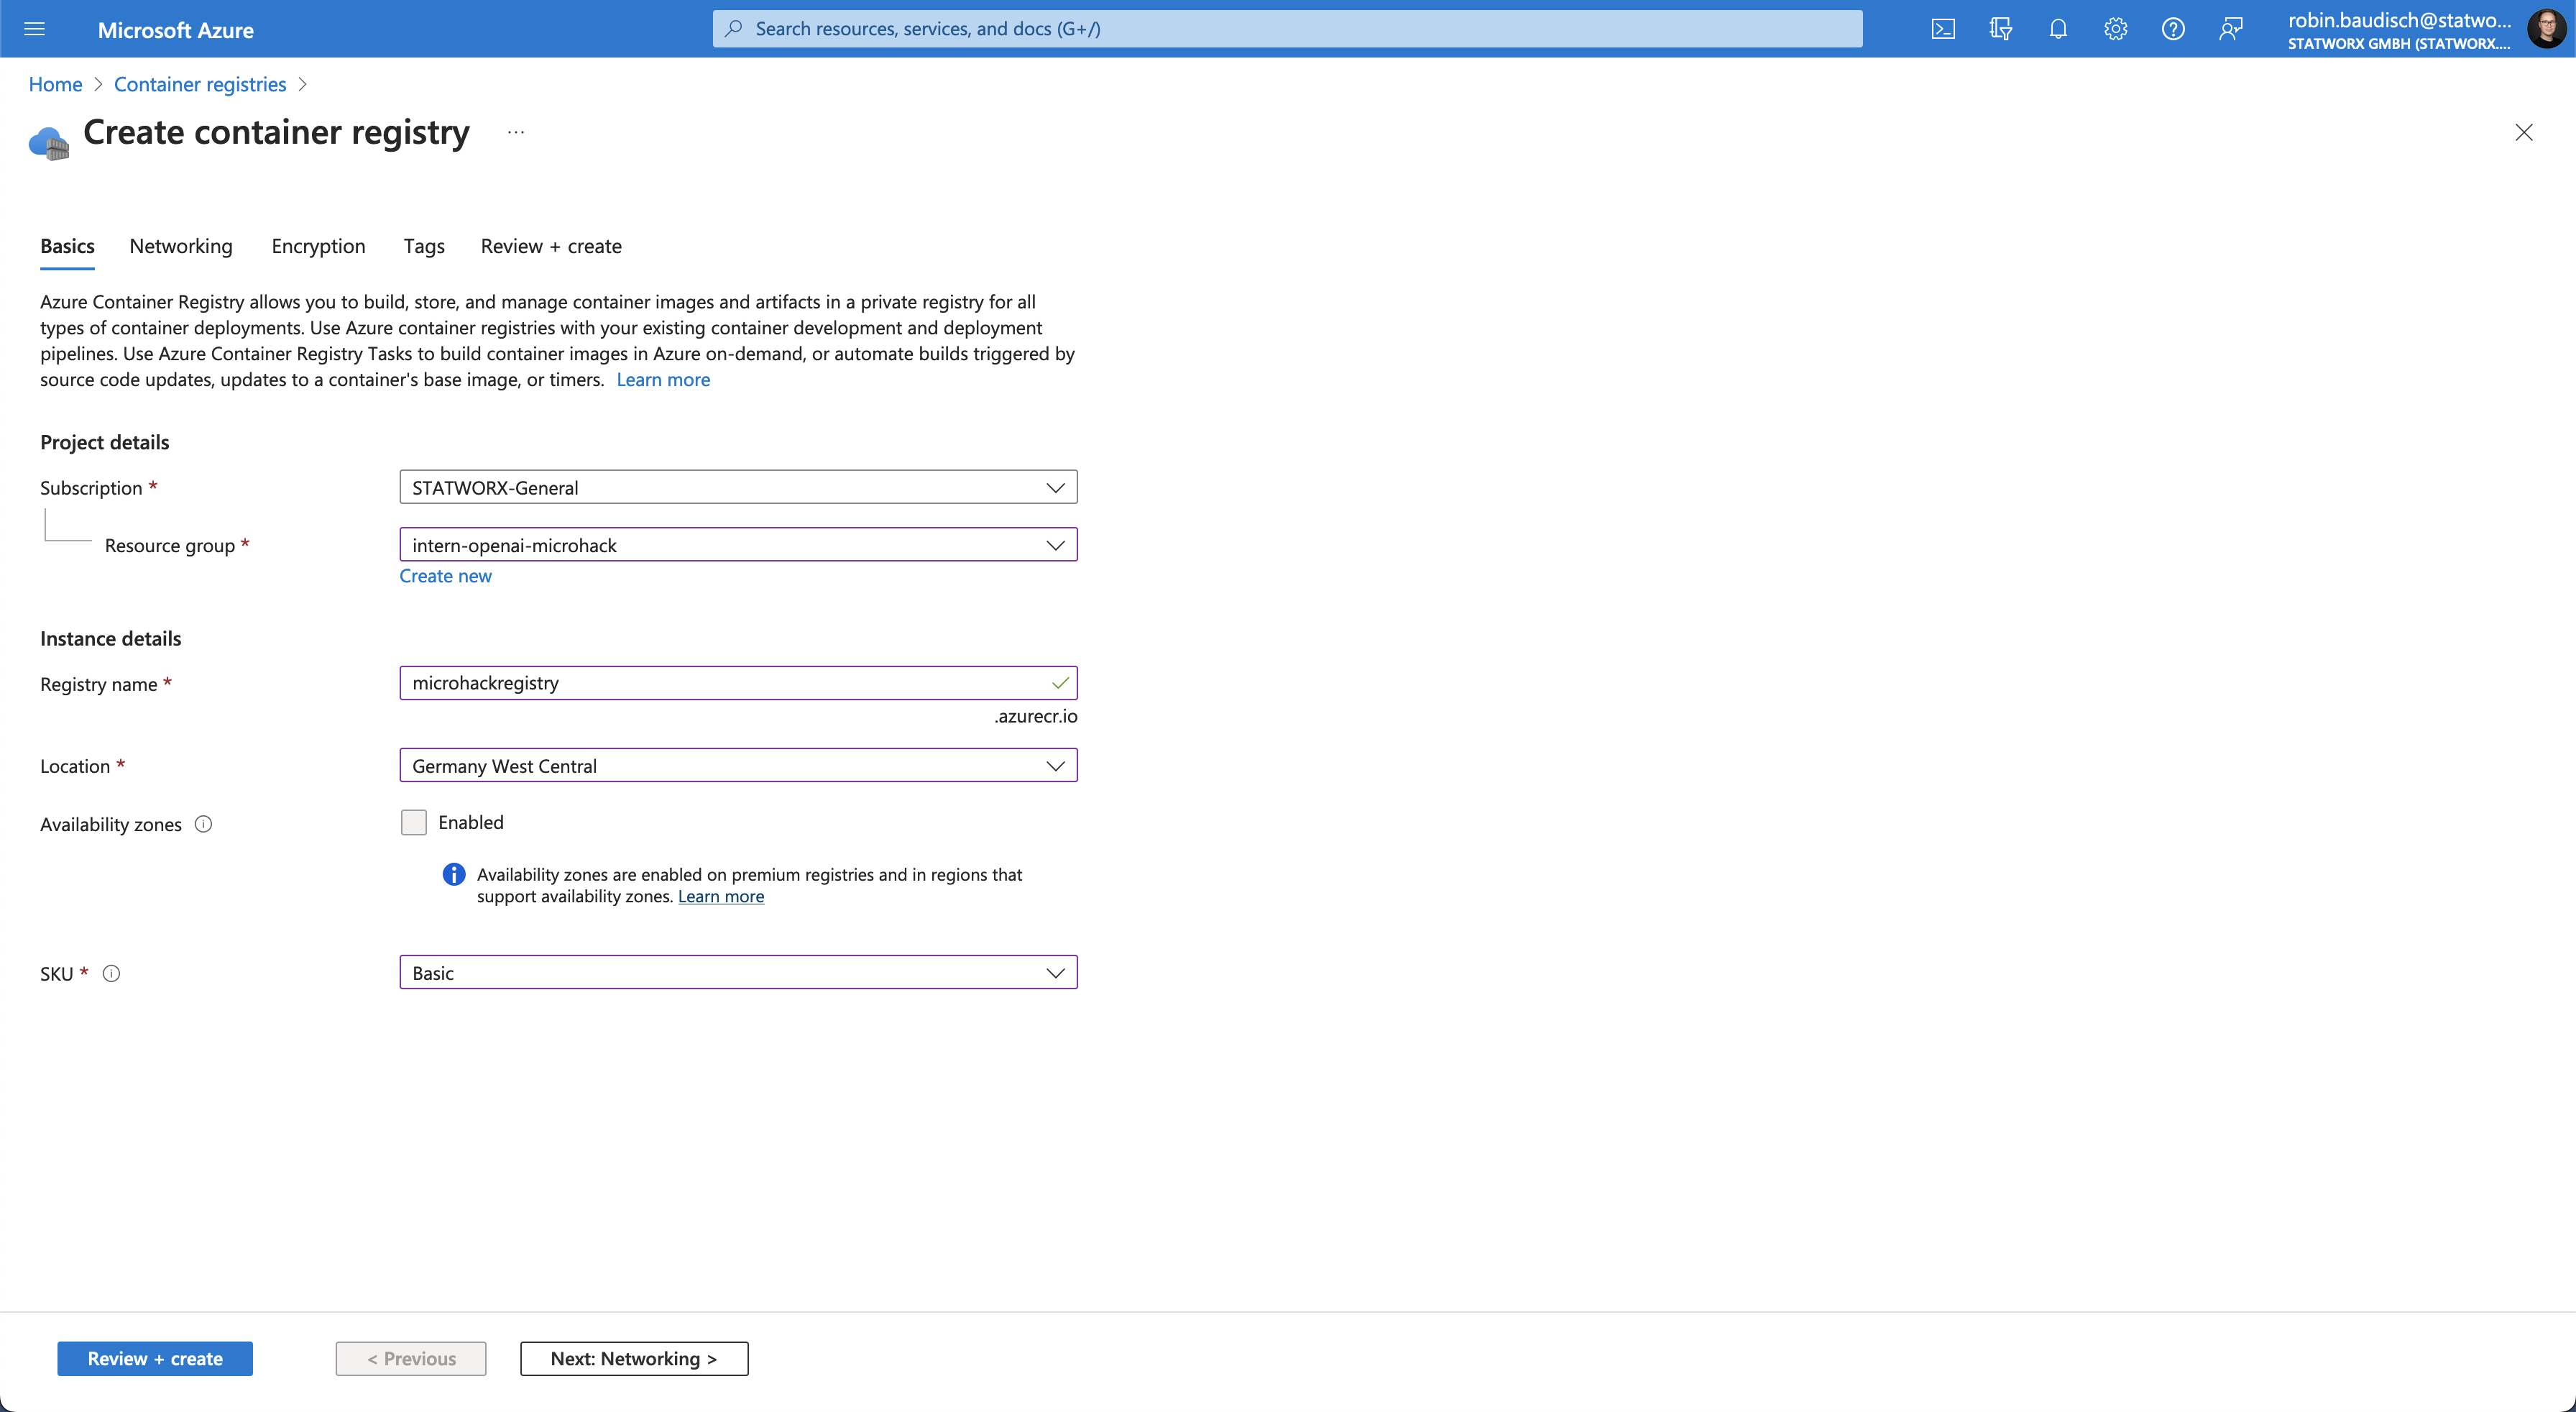 Microsoft Azure
Search resources, services, and docs (G+/)
robin.baudisch@statwo...
STATWORX GMBH (STATWORX....
Home > Container registries >
Create container registry ...
Basics Networking Encryption Tags Review + create
Azure Container Registry allows you to build, store, and manage container images and artifacts in a private registry for all
types of container deployments. Use Azure container registries with your existing container development and deployment
pipelines. Use Azure Container Registry Tasks to build container images in Azure on-demand, or automate builds triggered by
source code updates, updates to a container's base image, or timers. Learn more
Project details
Subscription * STATWORX-General
Resource group * intern-openai-microhack
Create new
Instance details
Registry name * microhackregistry
.azurecr.io
Location * Germany West Central
Availability zones Enabled
Availability zones are enabled on premium registries and in regions that
support availability zones. Learn more
SKU * Basic
Review + create < Previous Next: Networking >